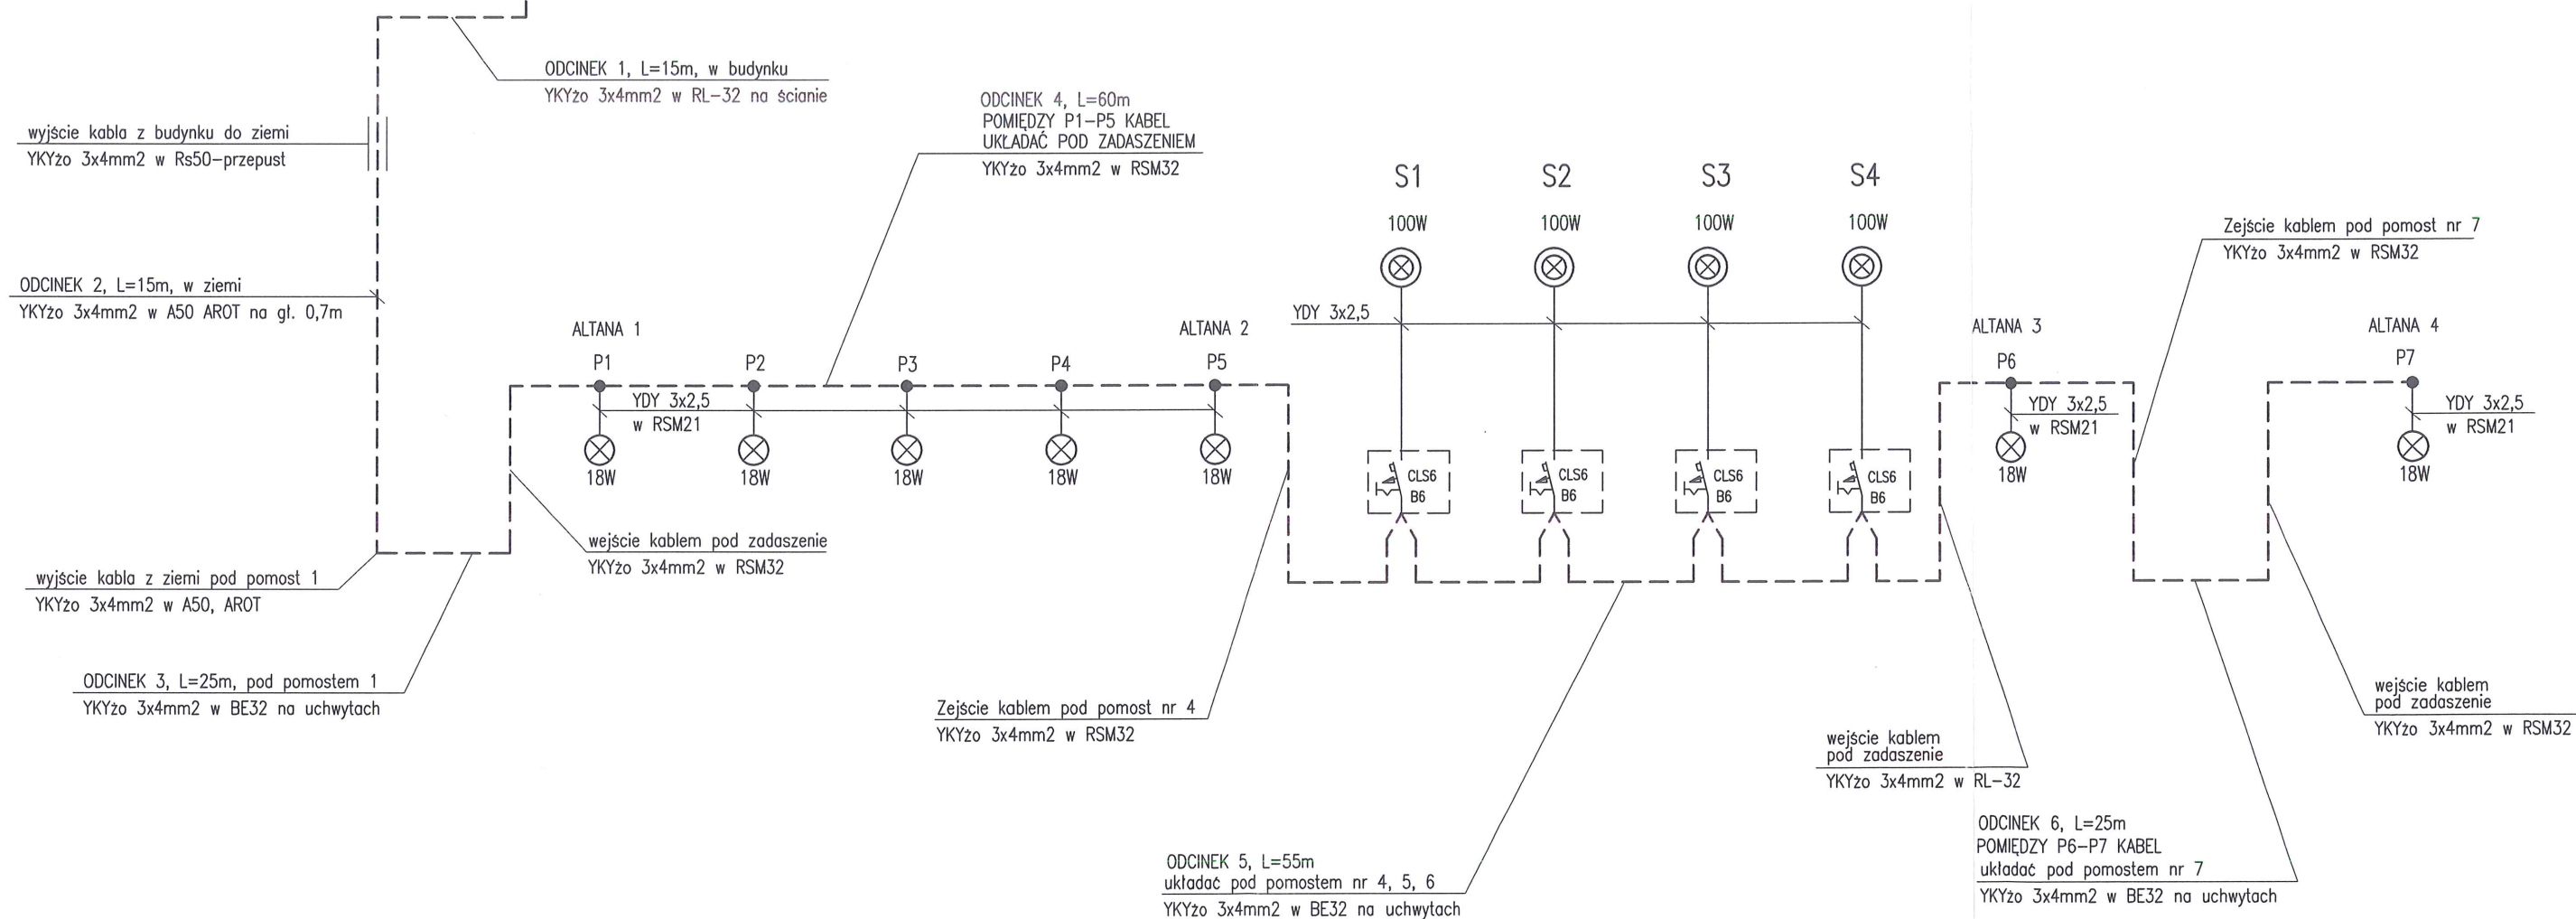 ODCINEK 1, L=15m, w budynku
YKYżo 3x4mm2 w RL-32 na ścianie
wyjście kabla z budynku do ziemi
YKYżo 3x4mm2 w Rs50-przepust
ODCINEK 4, L=60m
POMIĘDZY P1-P5 KABEL
UKŁADAĆ POD ZADASZENIEM
YKYżo 3x4mm2 w RSM32
S1 S2 S3 S4
100W 100W 100W 100W
Zejście kablem pod pomost nr 7
YKYżo 3x4mm2 w RSM32
ODCINEK 2, L=15m, w ziemi
YKYżo 3x4mm2 w A50 AROT na gł. 0,7m
YDY 3x2,5
ALTANA 1 ALTANA 2 ALTANA 3 ALTANA 4
P1 P2 P3 P4 P5 P6 P7
YDY 3x2,5
w RSM21
YDY 3x2,5
w RSM21
YDY 3x2,5
w RSM21
18W 18W 18W 18W 18W 18W 18W
CLS6 CLS6 CLS6 CLS6
B6 B6 B6 B6
wejście kablem pod zadaszenie
YKYżo 3x4mm2 w RSM32
wyjście kabla z ziemi pod pomost 1
YKYżo 3x4mm2 w A50, AROT
ODCINEK 3, L=25m, pod pomostem 1
YKYżo 3x4mm2 w BE32 na uchwytach
Zejście kablem pod pomost nr 4
YKYżo 3x4mm2 w RSM32
wejście kablem
pod zadaszenie
YKYżo 3x4mm2 w RSM32
wejście kablem
pod zadaszenie
YKYżo 3x4mm2 w RL-32
ODCINEK 5, L=55m
układać pod pomostem nr 4, 5, 6
YKYżo 3x4mm2 w BE32 na uchwytach
ODCINEK 6, L=25m
POMIĘDZY P6-P7 KABEL
układać pod pomostem nr 7
YKYżo 3x4mm2 w BE32 na uchwytach